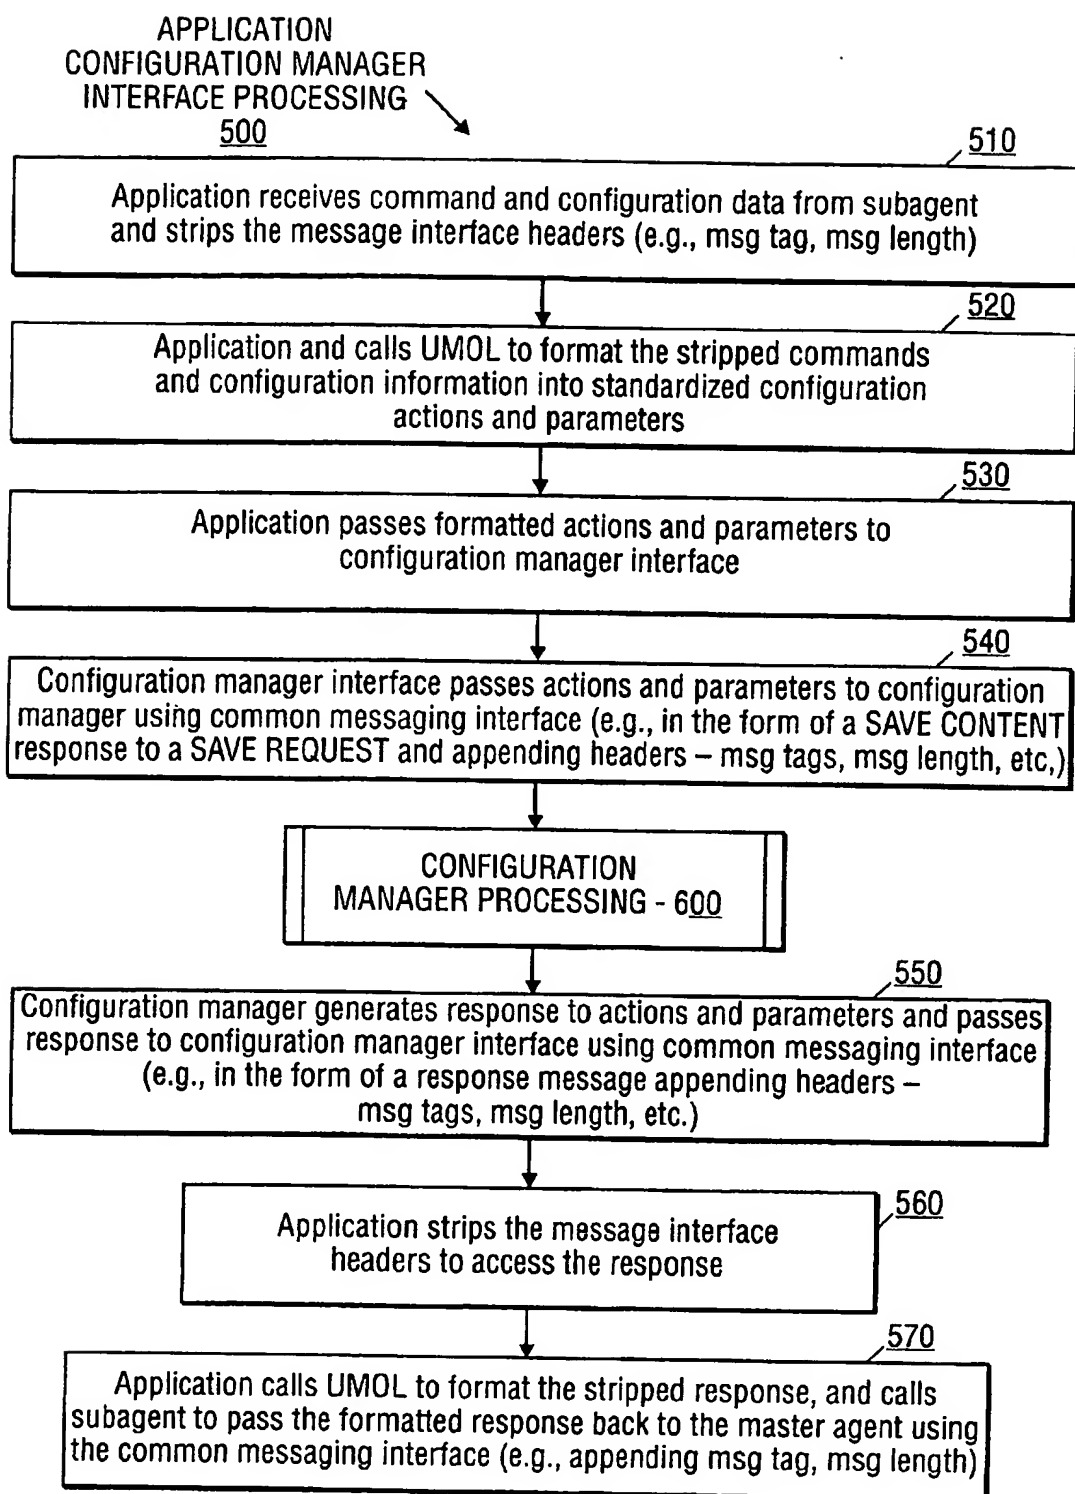 APPLICATION
CONFIGURATION MANAGER
INTERFACE PROCESSING
500
510
Application receives command and configuration data from subagent
and strips the message interface headers (e.g., msg tag, msg length)
520
Application and calls UMOL to format the stripped commands
and configuration information into standardized configuration
actions and parameters
530
Application passes formatted actions and parameters to
configuration manager interface
540
Configuration manager interface passes actions and parameters to configuration
manager using common messaging interface (e.g., in the form of a SAVE CONTENT
response to a SAVE REQUEST and appending headers – msg tags, msg length, etc,)
CONFIGURATION
MANAGER PROCESSING - 600
550
Configuration manager generates response to actions and parameters and passes
response to configuration manager interface using common messaging interface
(e.g., in the form of a response message appending headers –
msg tags, msg length, etc.)
560
Application strips the message interface
headers to access the response
570
Application calls UMOL to format the stripped response, and calls
subagent to pass the formatted response back to the master agent using
the common messaging interface (e.g., appending msg tag, msg length)